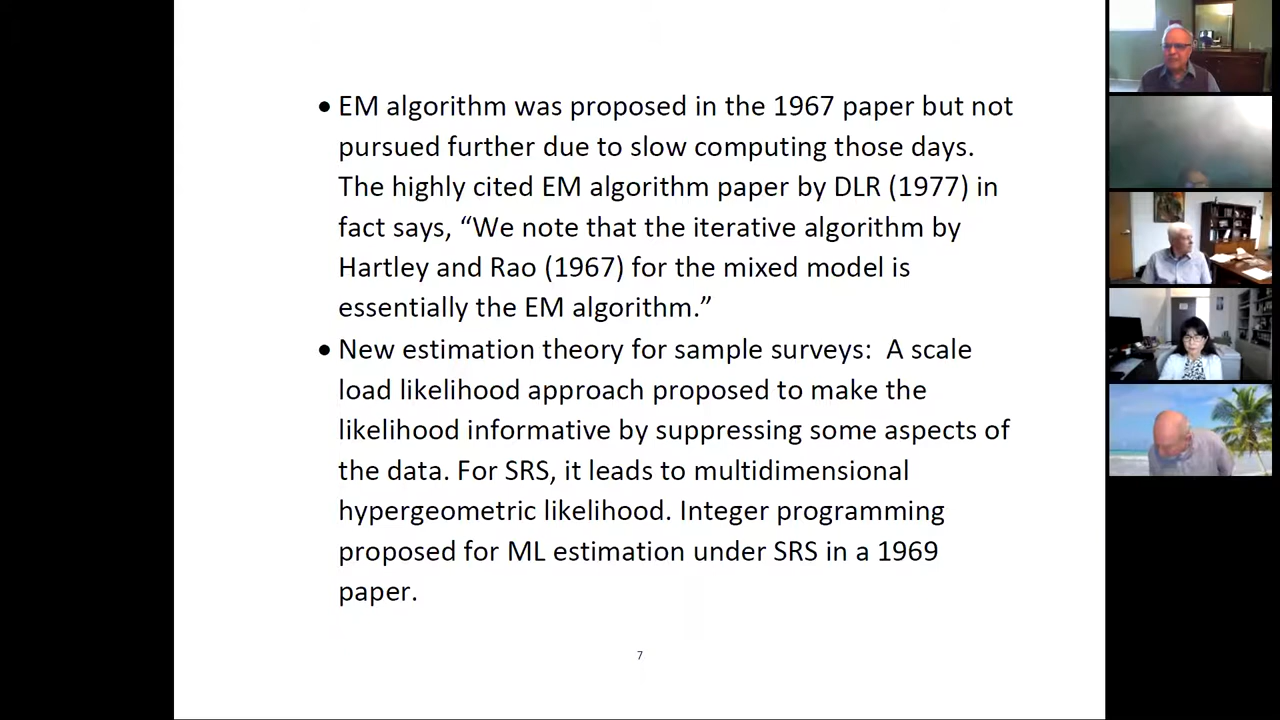 • EM algorithm was proposed in the 1967 paper but not
pursued further due to slow computing those days.
The highly cited EM algorithm paper by DLR (1977) in
fact says, “We note that the iterative algorithm by
Hartley and Rao (1967) for the mixed model is
essentially the EM algorithm.”
• New estimation theory for sample surveys:  A scale
load likelihood approach proposed to make the
likelihood informative by suppressing some aspects of
the data. For SRS, it leads to multidimensional
hypergeometric likelihood. Integer programming
proposed for ML estimation under SRS in a 1969
paper.
7